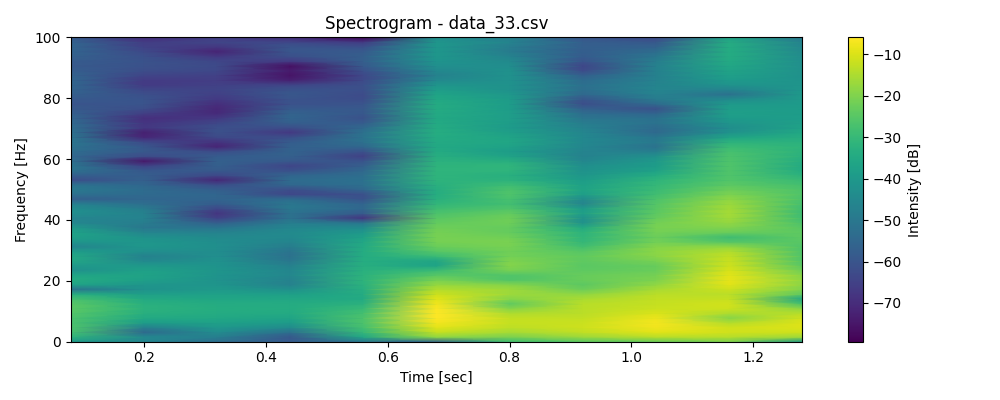 Spectrogram - data_33.csv
100
80
60
40
20
0
Frequency [Hz]
0.2 0.4 0.6 0.8 1.0 1.2
Time [sec]
−10
−20
−30
−40
−50
−60
−70
Intensity [dB]